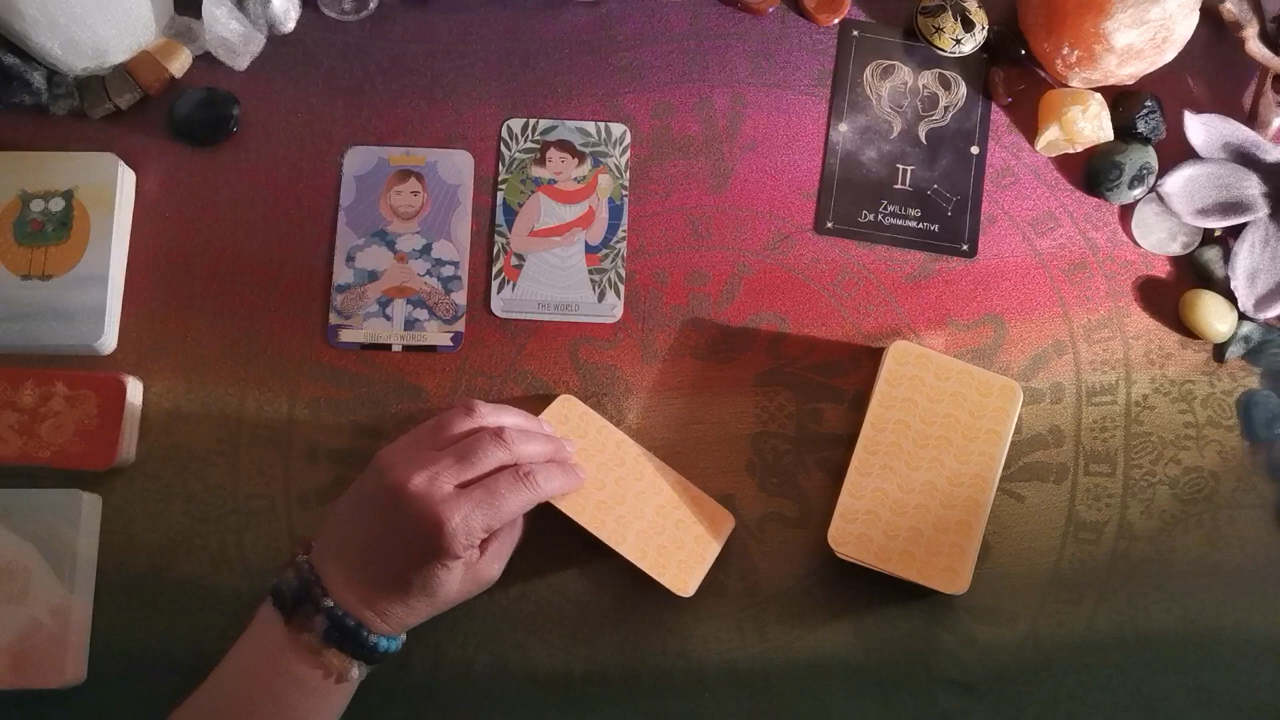 KING OF SWORDS
THE WORLD
II
ZWILLING
DIE KOMMUNIKATIVE